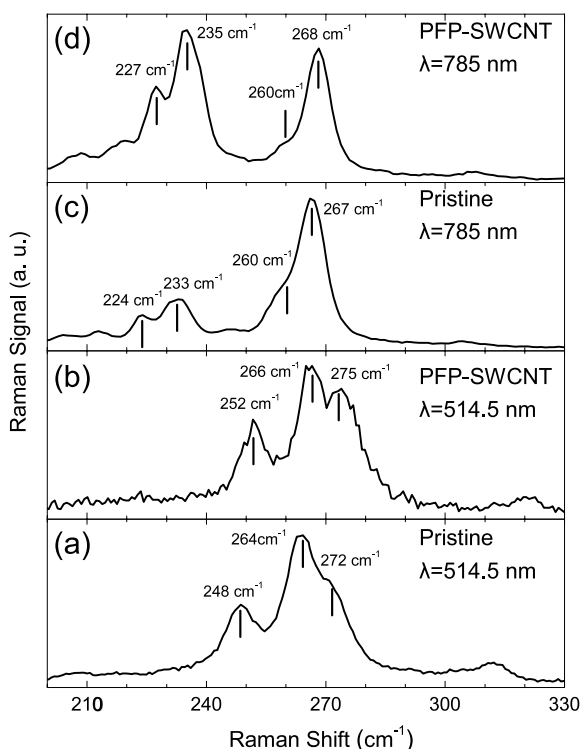 (d)
235 cm⁻¹
268 cm⁻¹
PFP-SWCNT
227 cm⁻¹
260cm⁻¹
λ=785 nm
(c)
Pristine
267 cm⁻¹
λ=785 nm
260 cm⁻¹
224 cm⁻¹
233 cm⁻¹
(b)
266 cm⁻¹
275 cm⁻¹
PFP-SWCNT
252 cm⁻¹
λ=514.5 nm
(a)
Pristine
264cm⁻¹
272 cm⁻¹
λ=514.5 nm
248 cm⁻¹
Raman Signal (a. u.)
210 240 270 300 330
Raman Shift (cm⁻¹)